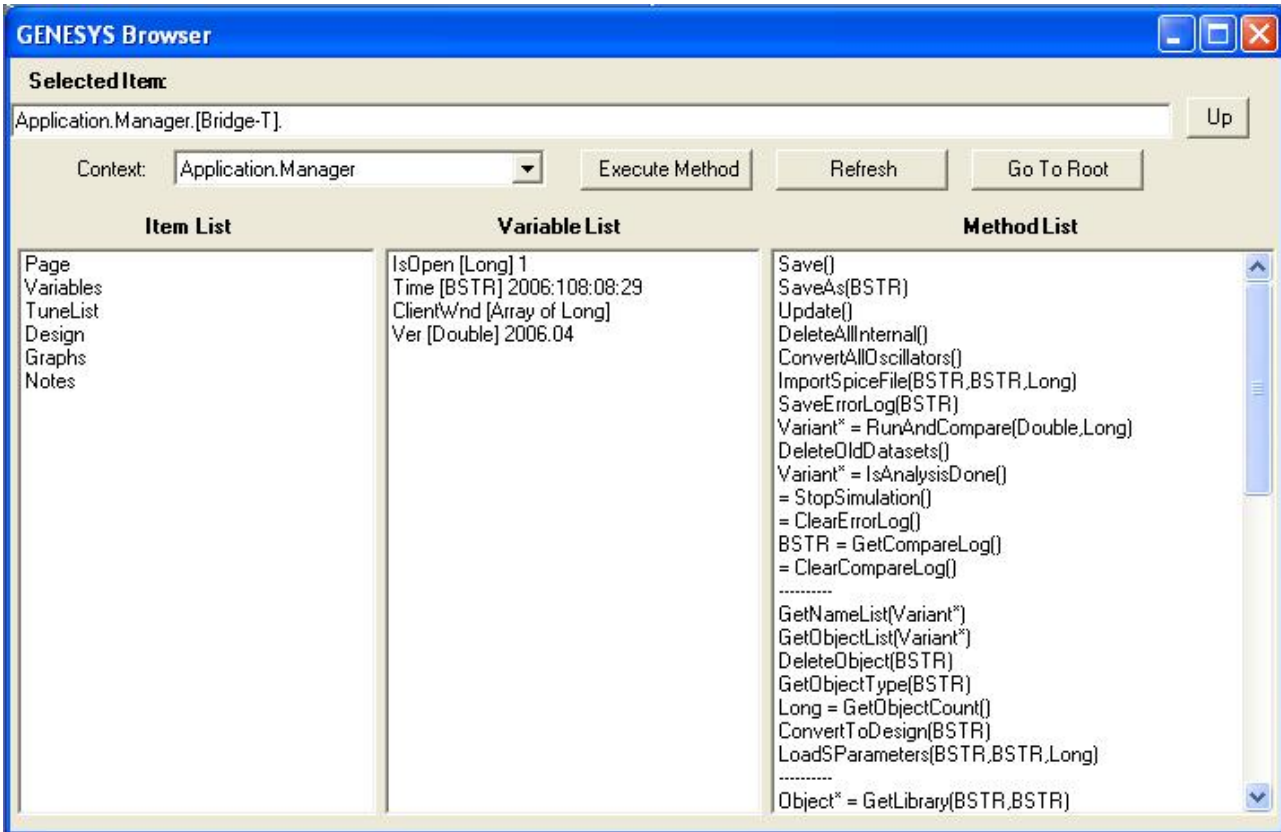 GENESYS Browser
Selected Item:
Application.Manager.[Bridge-T].
Up
Context:
Application.Manager
Execute Method
Refresh
Go To Root
Item List
Variable List
Method List
Page
Variables
TuneList
Design
Graphs
Notes
IsOpen [Long] 1
Time [BSTR] 2006:108:08:29
ClientWnd [Array of Long]
Ver [Double] 2006.04
Save()
SaveAs(BSTR)
Update()
DeleteAllInternal()
ConvertAllOscillators()
ImportSpiceFile(BSTR,BSTR,Long)
SaveErrorLog(BSTR)
Variant* = RunAndCompare(Double,Long)
DeleteOldDatasets()
Variant* = IsAnalysisDone()
= StopSimulation()
= ClearErrorLog()
BSTR = GetCompareLog()
= ClearCompareLog()
----------
GetNameList(Variant*)
GetObjectList(Variant*)
DeleteObject(BSTR)
GetObjectType(BSTR)
Long = GetObjectCount()
ConvertToDesign(BSTR)
LoadSParameters(BSTR,BSTR,Long)
----------
Object* = GetLibrary(BSTR,BSTR)